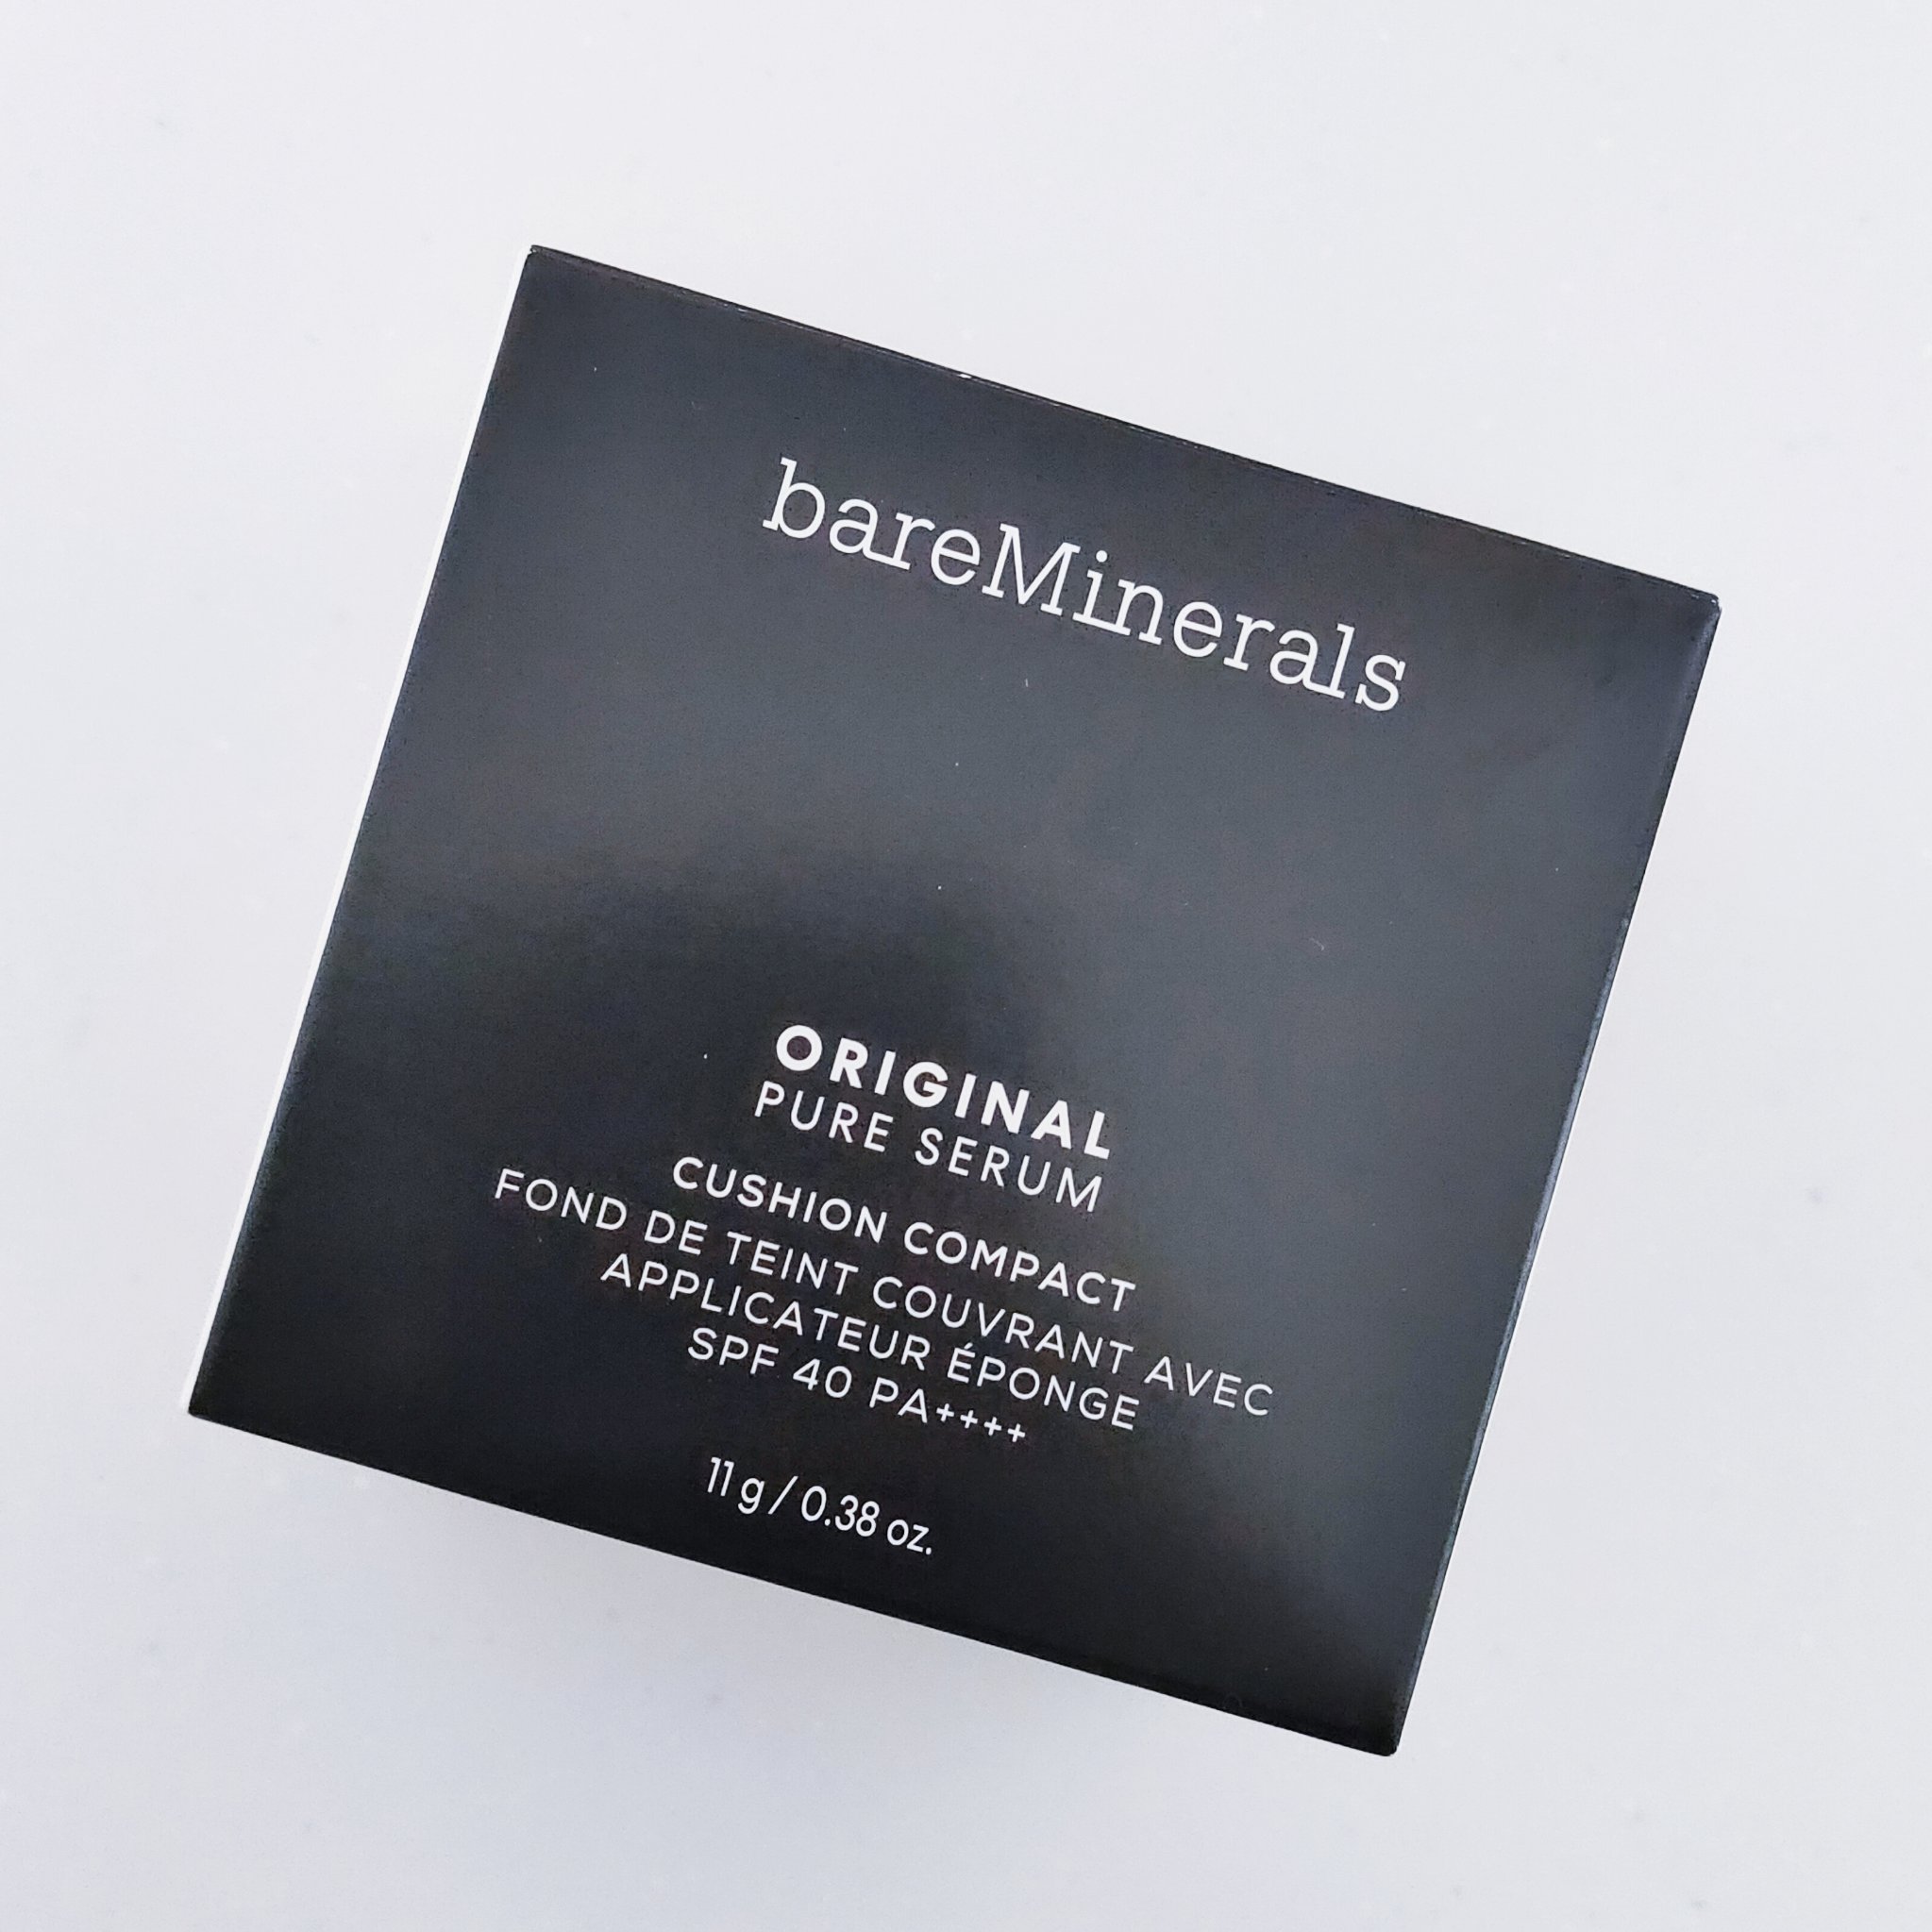 bareMinerals
ORIGINAL
PURE SERUM
CUSHION COMPACT
FOND DE TEINT COUVRANT AVEC
APPLICATEUR ÉPONGE
SPF 40 PA++++
11 g / 0.38 oz.